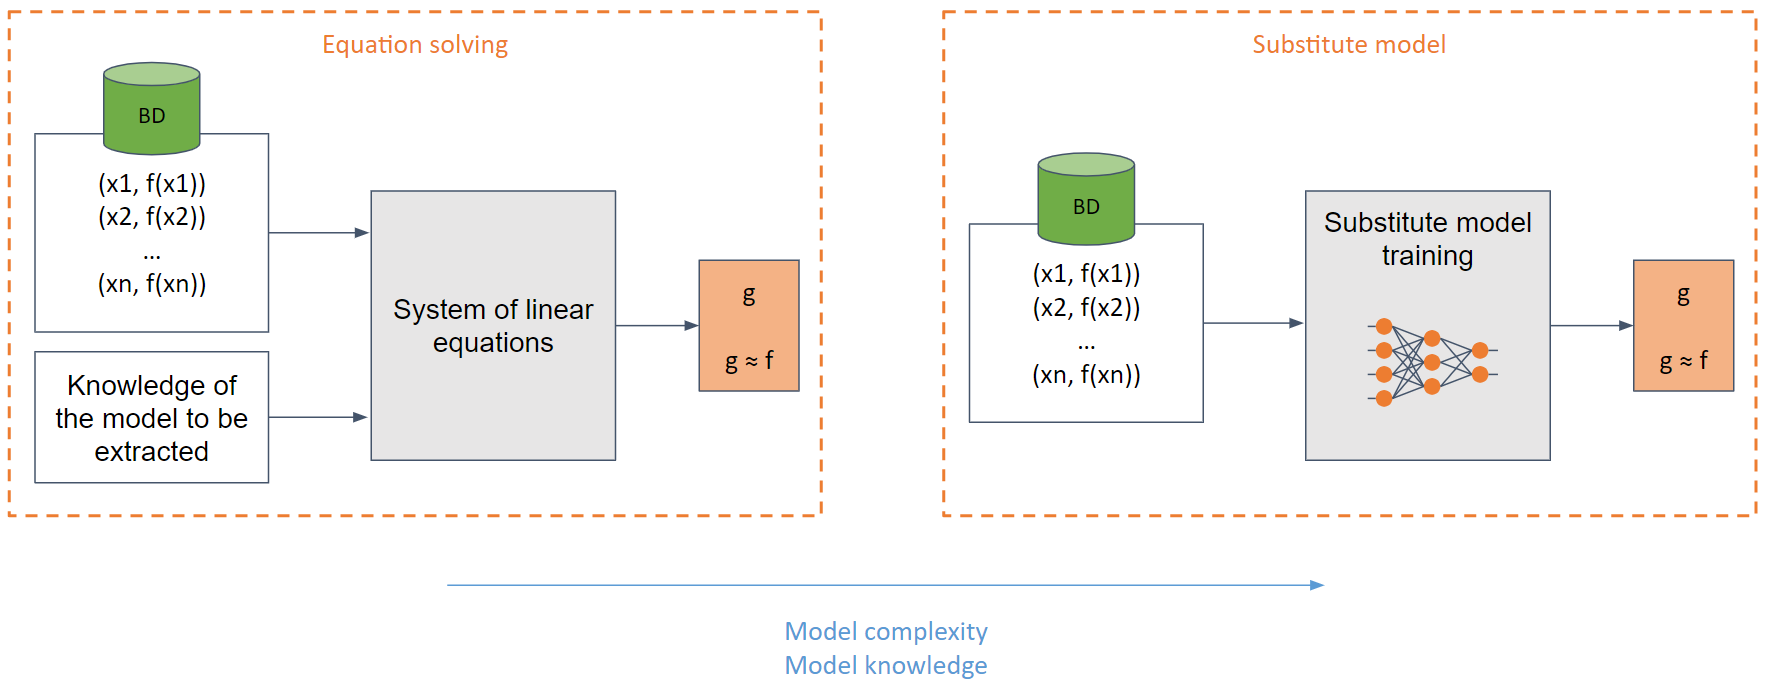 Equation solving
BD
(x1, f(x1))
(x2, f(x2))
...
(xn, f(xn))
Knowledge of
the model to be
extracted
System of linear
equations
g
g ≈ f
Substitute model
BD
(x1, f(x1))
(x2, f(x2))
...
(xn, f(xn))
Substitute model
training
g
g ≈ f
Model complexity
Model knowledge